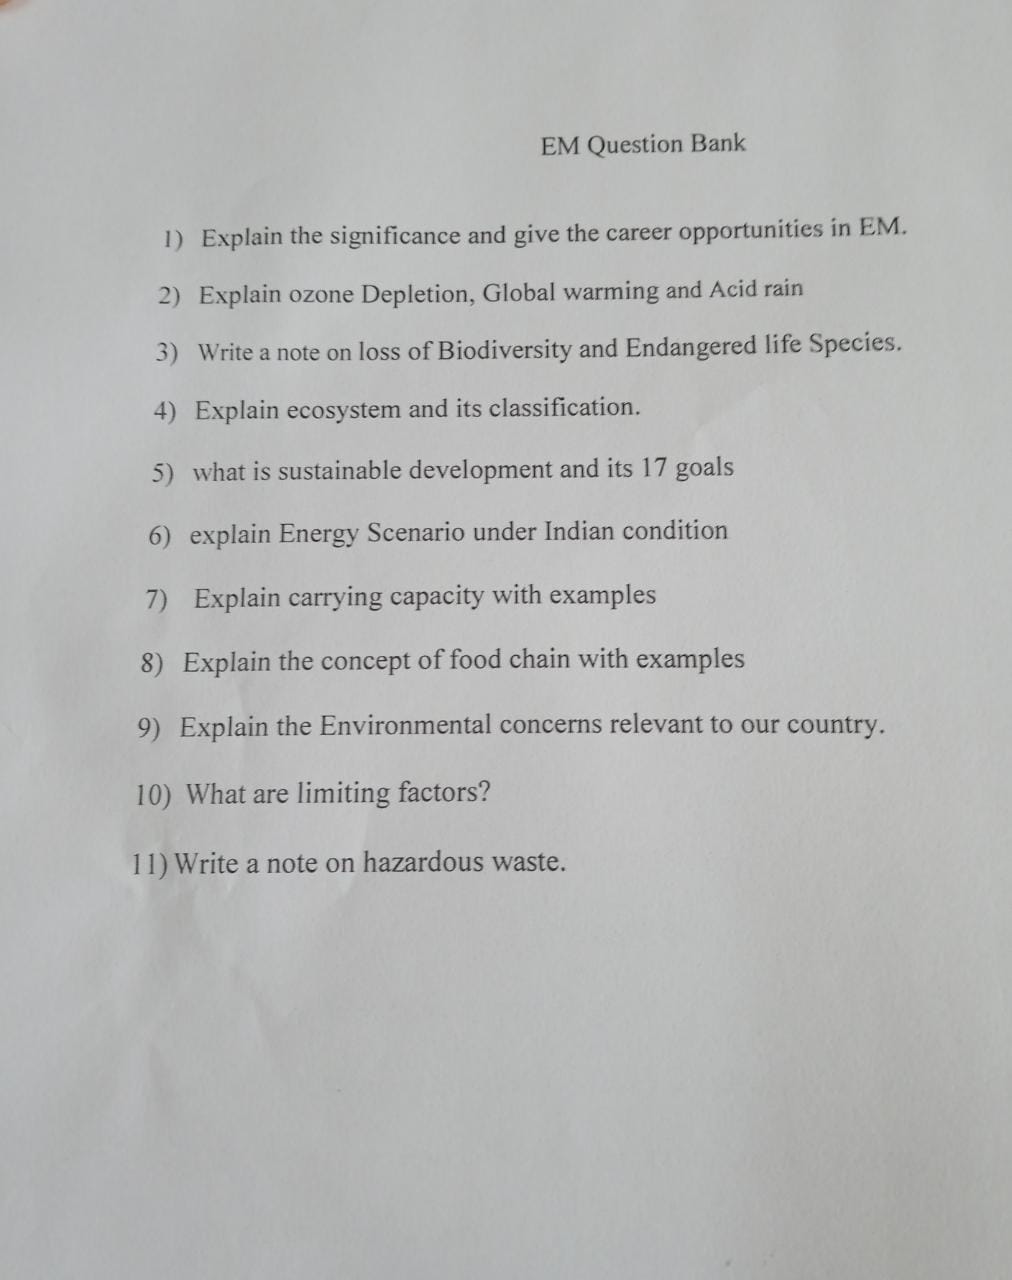 EM Question Bank
1) Explain the significance and give the career opportunities in EM.
2) Explain ozone Depletion, Global warming and Acid rain
3) Write a note on loss of Biodiversity and Endangered life Species.
4) Explain ecosystem and its classification.
5) what is sustainable development and its 17 goals
6) explain Energy Scenario under Indian condition
7) Explain carrying capacity with examples
8) Explain the concept of food chain with examples
9) Explain the Environmental concerns relevant to our country.
10) What are limiting factors?
11) Write a note on hazardous waste.